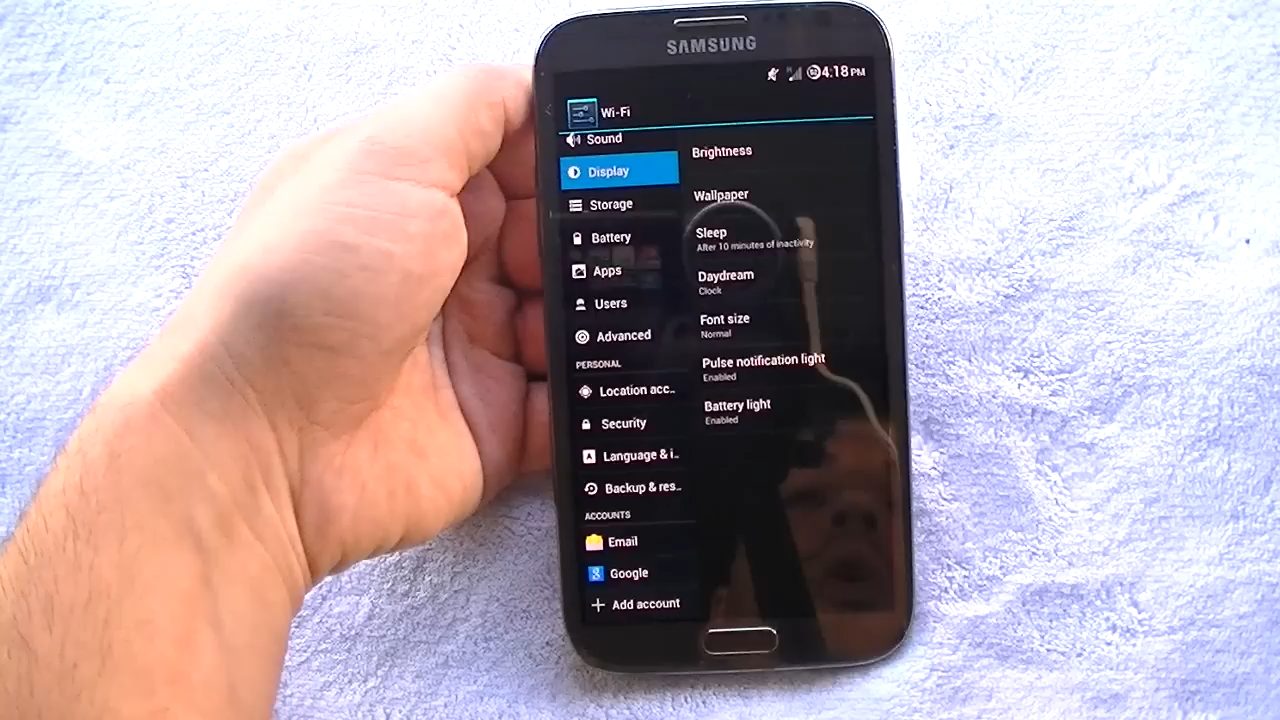 SAMSUNG
4:18 PM
Wi-Fi
Sound
Display
Storage
Battery
Apps
Users
Advanced
PERSONAL
Location acc..
Security
Language & i..
Backup & res..
ACCOUNTS
Email
Google
Add account
Brightness
Wallpaper
Sleep
After 10 minutes of inactivity
Daydream
Clock
Font size
Normal
Pulse notification light
Enabled
Battery light
Enabled